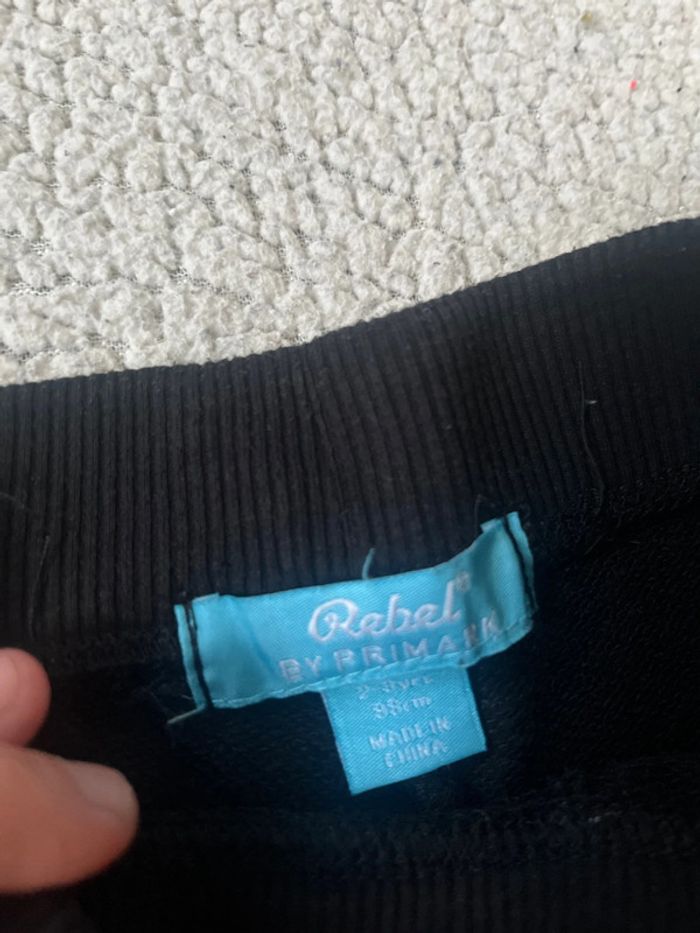 Rebel®
BY PRIMARK
2-3yrs
98cm
MADE IN
CHINA